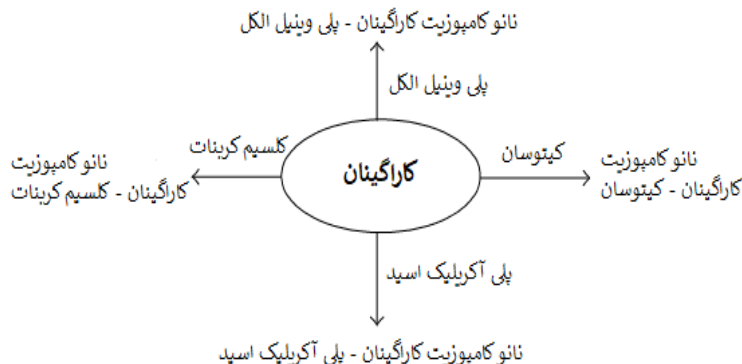 نانو کامپوزیت کاراگینان - پلی وینیل الکل
پلی وینیل الکل
کیتوسان
کلسیم کربنات
کاراگینان
نانو کامپوزیت
کاراگینان - کیتوسان
نانو کامپوزیت
کاراگینان - کلسیم کربنات
پلی آکریلیک اسید
نانو کامپوزیت کاراگینان - پلی آکریلیک اسید